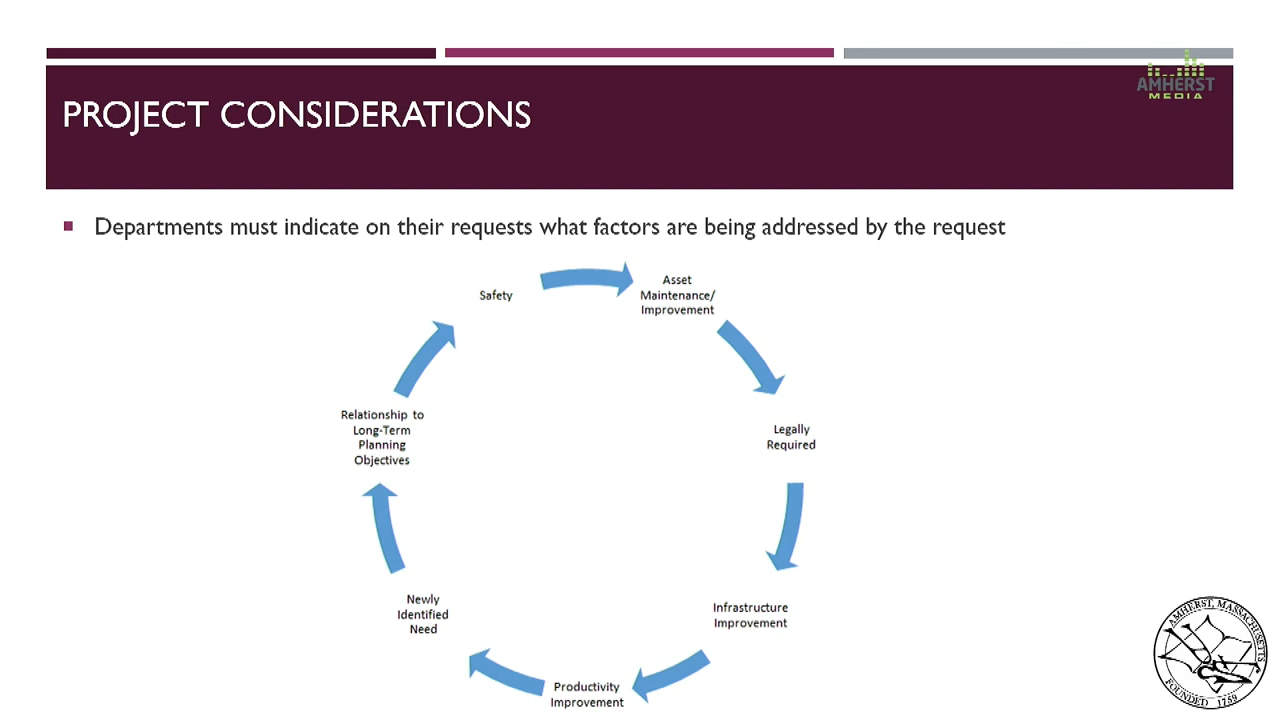 AMHERST
MEDIA
PROJECT CONSIDERATIONS
Departments must indicate on their requests what factors are being addressed by the request
Safety
Asset
Maintenance/
Improvement
Legally
Required
Infrastructure
Improvement
Productivity
Improvement
Newly
Identified
Need
Relationship to
Long-Term
Planning
Objectives
AMHERST, MASSACHUSETTS
FOUNDED 1759